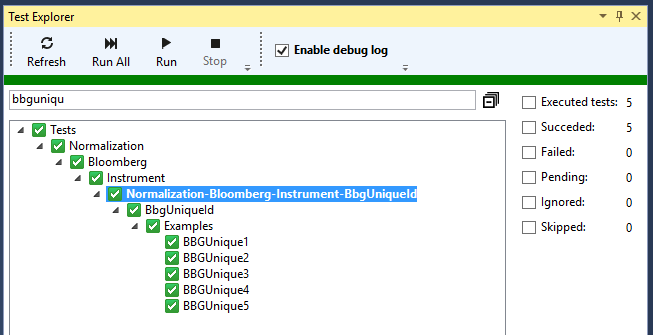 Test Explorer
Refresh Run All Run Stop Enable debug log
bbguniqu
Tests
Normalization
Bloomberg
Instrument
Normalization-Bloomberg-Instrument-BbgUniqueId
BbgUniqueId
Examples
BBGUnique1
BBGUnique2
BBGUnique3
BBGUnique4
BBGUnique5
Executed tests: 5
Succeded: 5
Failed: 0
Pending: 0
Ignored: 0
Skipped: 0